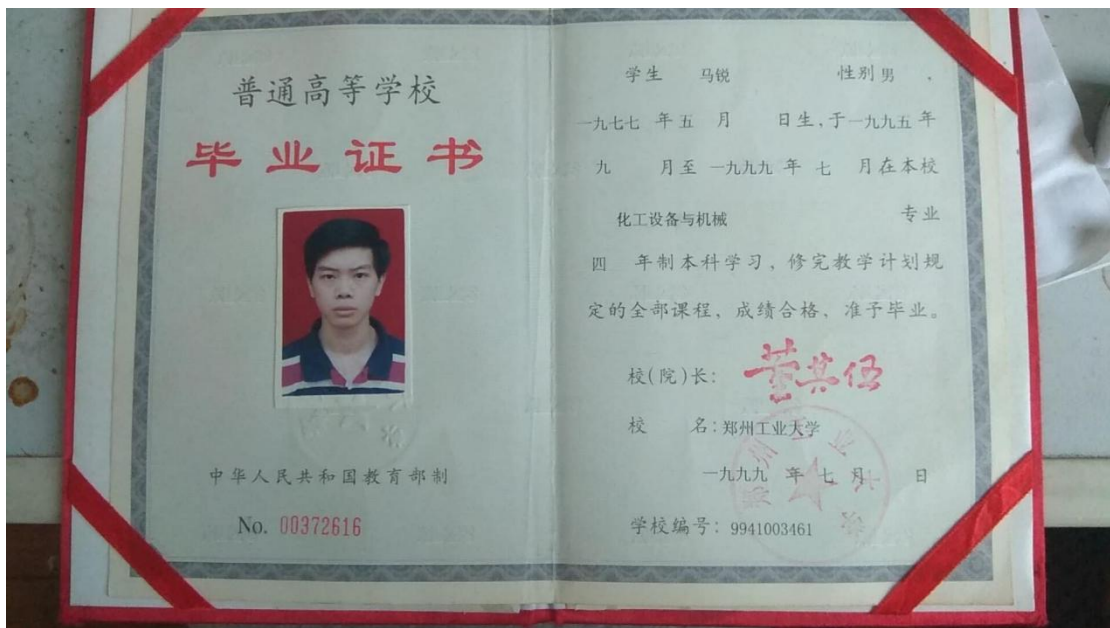 普通高等学校
毕业证书
中华人民共和国教育部制
No. 00372616
学生 马锐 性别 男 ,
一九七七 年 五 月 日生,于 一九九五 年
九 月至 一九九九 年 七 月在本校
化工设备与机械 专业
四 年制本科学习,修完教学计划规
定的全部课程,成绩合格,准予毕业。
校(院)长: 董其伍
校 名: 郑州工业大学
一九九九 年 七 月 日
学校编号: 9941003461